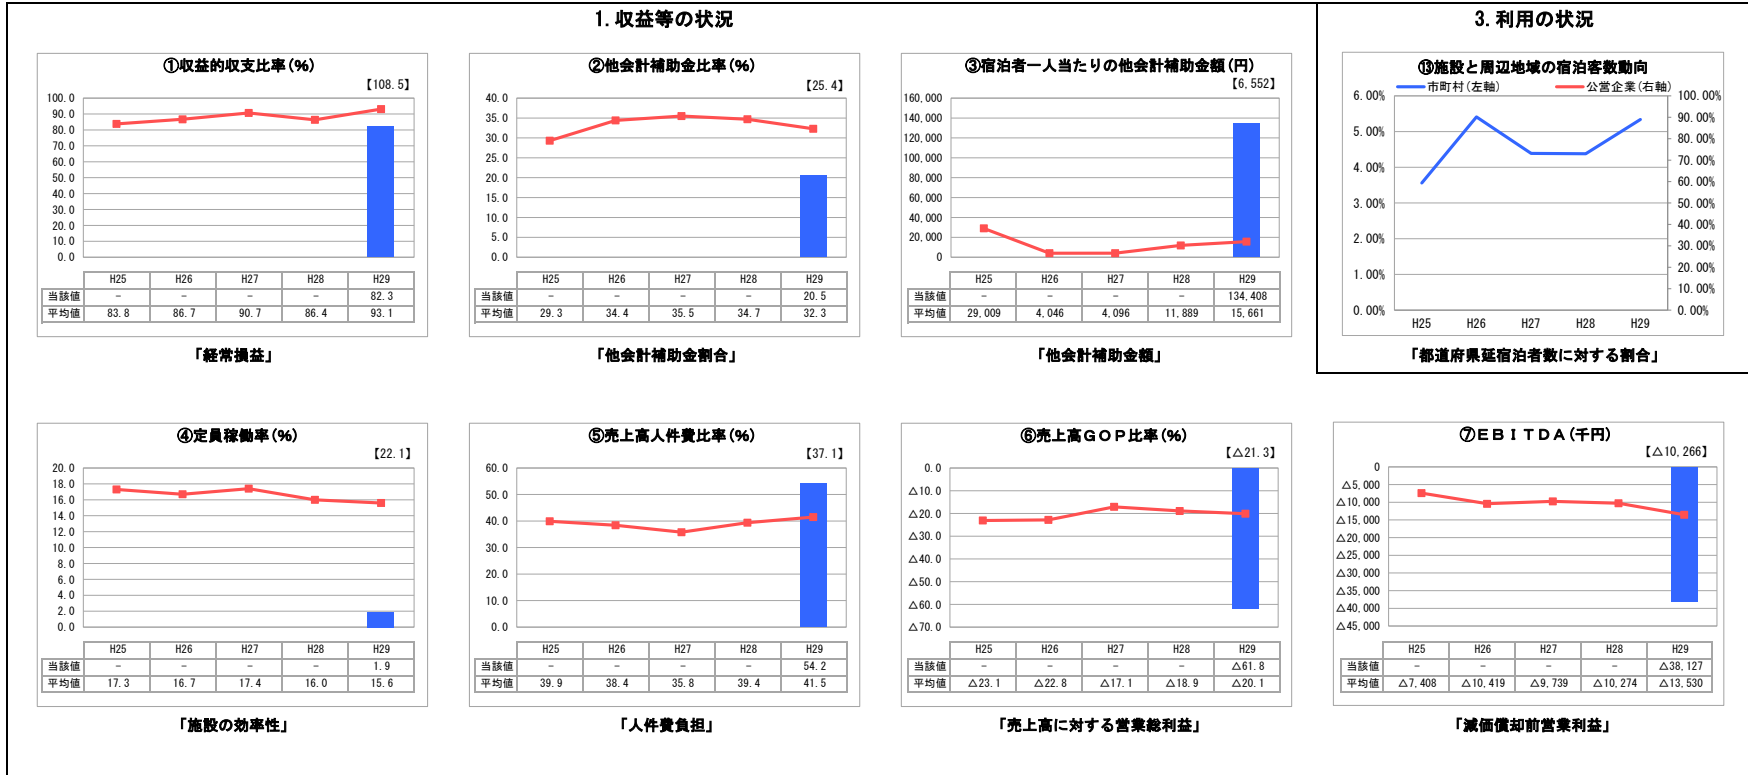 1. 収益等の状況
①収益的収支比率(%)
【108.5】
100.0
90.0
80.0
70.0
60.0
50.0
40.0
30.0
20.0
10.0
0.0
H25 H26 H27 H28 H29
当該値 - - - - 82.3
平均値 83.8 86.7 90.7 86.4 93.1
「経常損益」
②他会計補助金比率(%)
【25.4】
40.0
35.0
30.0
25.0
20.0
15.0
10.0
5.0
0.0
H25 H26 H27 H28 H29
当該値 - - - - 20.5
平均値 29.3 34.4 35.5 34.7 32.3
「他会計補助金割合」
③宿泊者一人当たりの他会計補助金額(円)
【6,552】
160,000
140,000
120,000
100,000
80,000
60,000
40,000
20,000
0
H25 H26 H27 H28 H29
当該値 - - - - 134,408
平均値 29,009 4,046 4,096 11,889 15,661
「他会計補助金額」
3. 利用の状況
⑬施設と周辺地域の宿泊客数動向
市町村(左軸) 公営企業(右軸)
6.00%
5.00%
4.00%
3.00%
2.00%
1.00%
0.00%
100.00%
90.00%
80.00%
70.00%
60.00%
50.00%
40.00%
30.00%
20.00%
10.00%
0.00%
H25 H26 H27 H28 H29
「都道府県延宿泊者数に対する割合」
④定員稼働率(%)
【22.1】
20.0
18.0
16.0
14.0
12.0
10.0
8.0
6.0
4.0
2.0
0.0
H25 H26 H27 H28 H29
当該値 - - - - 1.9
平均値 17.3 16.7 17.4 16.0 15.6
「施設の効率性」
⑤売上高人件費比率(%)
【37.1】
60.0
50.0
40.0
30.0
20.0
10.0
0.0
H25 H26 H27 H28 H29
当該値 - - - - 54.2
平均値 39.9 38.4 35.8 39.4 41.5
「人件費負担」
⑥売上高GOP比率(%)
【△21.3】
0.0
△10.0
△20.0
△30.0
△40.0
△50.0
△60.0
△70.0
H25 H26 H27 H28 H29
当該値 - - - - △61.8
平均値 △23.1 △22.8 △17.1 △18.9 △20.1
「売上高に対する営業総利益」
⑦EBITDA(千円)
【△10,266】
0
△5,000
△10,000
△15,000
△20,000
△25,000
△30,000
△35,000
△40,000
△45,000
H25 H26 H27 H28 H29
当該値 - - - - △38,127
平均値 △7,408 △10,419 △9,739 △10,274 △13,530
「減価償却前営業利益」